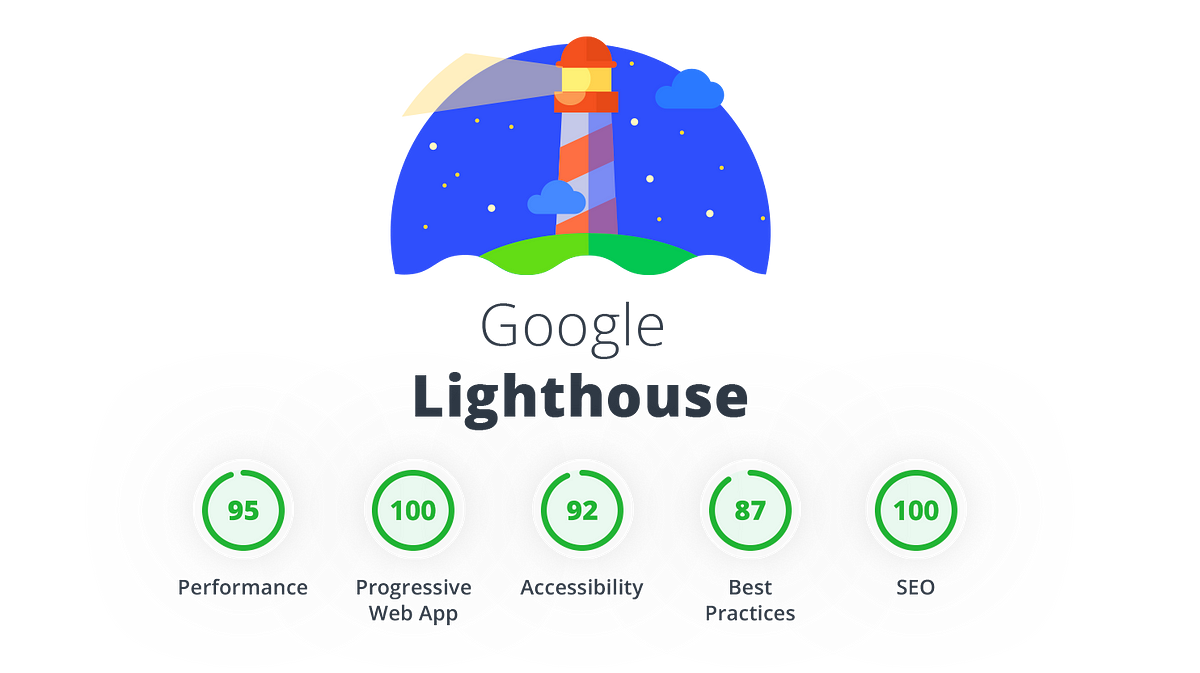 Google
Lighthouse
95
100
92
87
100
Performance
Progressive
Web App
Accessibility
Best
Practices
SEO